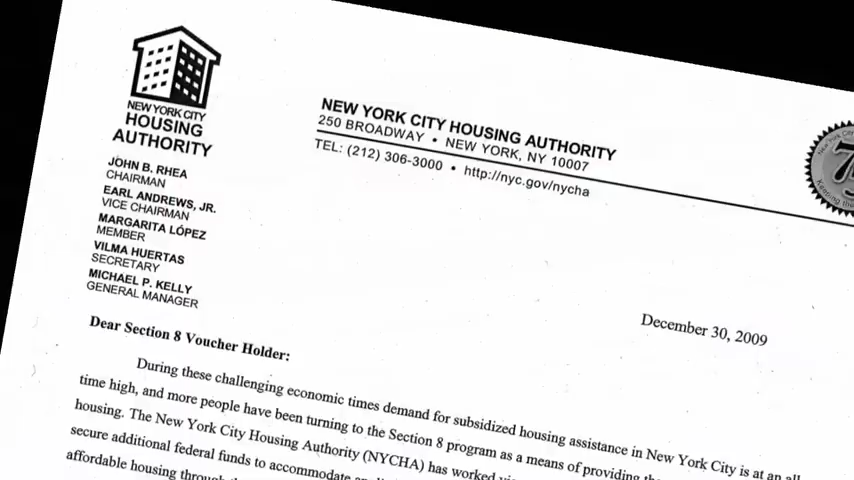 NEW YORK CITY
HOUSING
AUTHORITY
JOHN B. RHEA
CHAIRMAN
EARL ANDREWS, JR.
VICE CHAIRMAN
MARGARITA LÓPEZ
MEMBER
VILMA HUERTAS
SECRETARY
MICHAEL P. KELLY
GENERAL MANAGER
NEW YORK CITY HOUSING AUTHORITY
250 BROADWAY • NEW YORK, NY 10007
TEL: (212) 306-3000 • http://nyc.gov/nycha
December 30, 2009
Dear Section 8 Voucher Holder:
During these challenging economic times demand for subsidized housing assistance in New York City is at an all
time high, and more people have been turning to the Section 8 program as a means of providing
housing. The New York City Housing Authority (NYCHA) has worked
secure additional federal funds to accommodate
affordable housing through